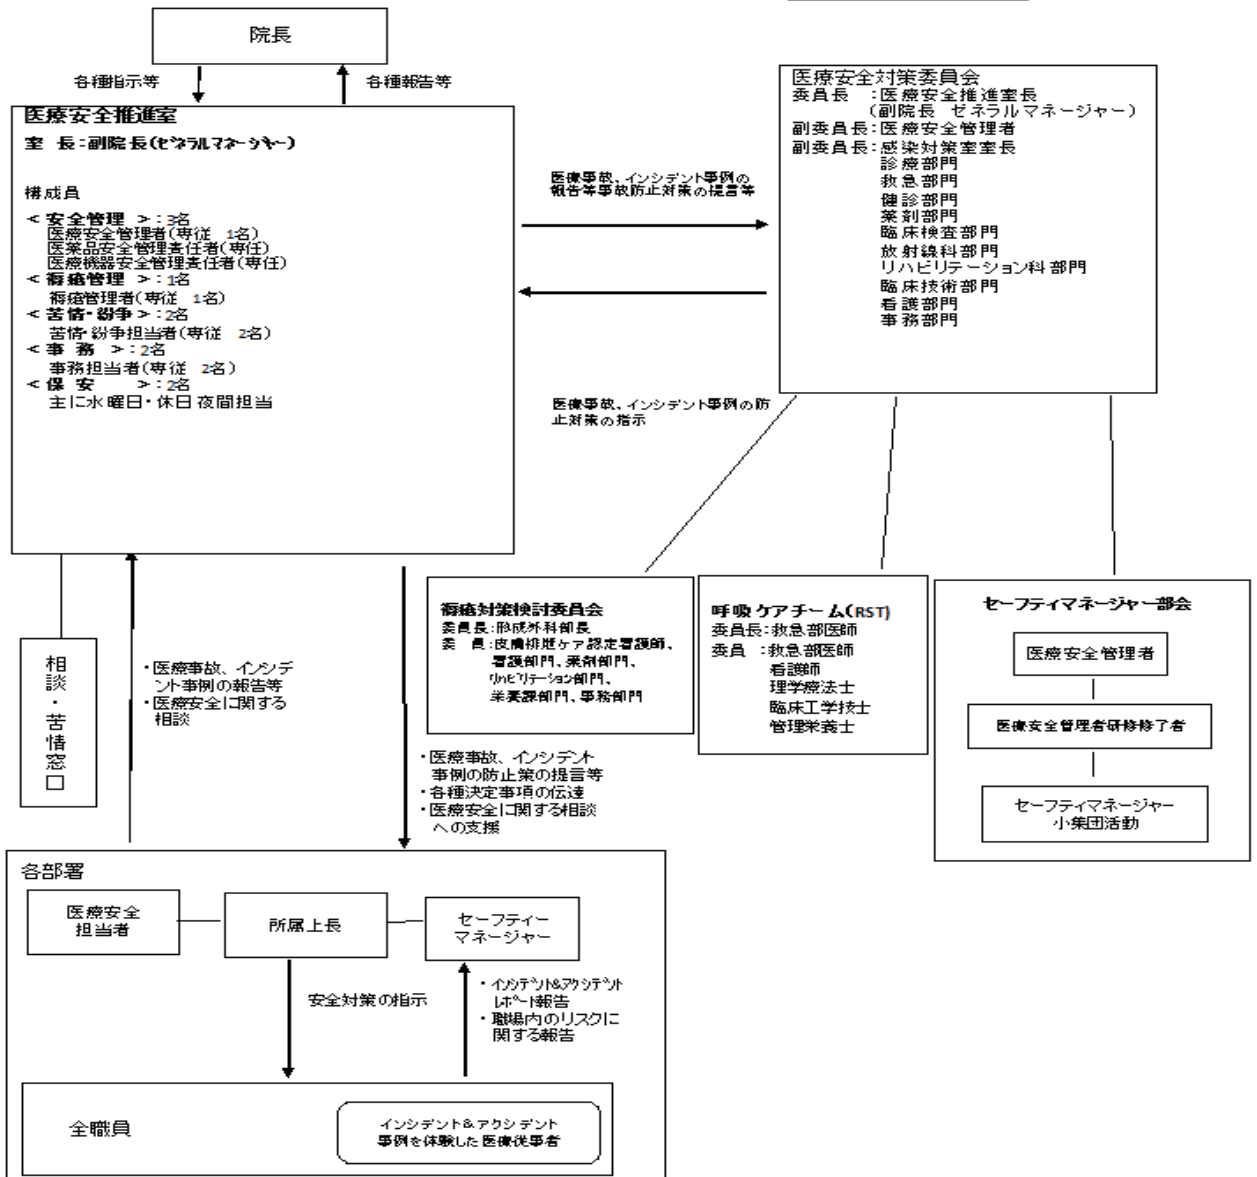 院長
各種指示等
各種報告等
医療安全推進室
室 長:副院長(ゼネラルマネージャー)
構成員
<安全管理 >:3名
医療安全管理者(専従 1名)
医薬品安全管理責任者(専任)
医療機器安全管理責任者(専任)
<褥瘡管理 >:1名
褥瘡管理者(専従 1名)
<苦情・紛争>:2名
苦情・紛争担当者(専従 2名)
<事 務 >:2名
事務担当者(専従 2名)
<保 安 >:2名
主に水曜日・休日夜間担当
医療事故、インシデント事例の
報告等事故防止対策の提言等
医療事故、インシデント事例の防
止対策の指示
医療安全対策委員会
委員長 :医療安全推進室長
(副院長 ゼネラルマネージャー)
副委員長:医療安全管理者
副委員長:感染対策室室長
診療部門
救急部門
健診部門
薬剤部門
臨床検査部門
放射線科部門
リハビリテーション科部門
臨床技術部門
看護部門
事務部門
褥瘡対策検討委員会
委員長:形成外科部長
委 員:皮膚排泄ケア認定看護師、
看護部門、薬剤部門、
リハビリテーション部門、
栄養課部門、事務部門
呼吸ケアチーム(RST)
委員長:救急部医師
委員 :救急部医師
看護師
理学療法士
臨床工学技士
管理栄養士
セーフティマネージャー部会
医療安全管理者
医療安全管理者研修修了者
セーフティマネージャー
小集団活動
相談・苦情窓口
・医療事故、インシデ
ント事例の報告等
・医療安全に関する
相談
・医療事故、インシデント
事例の防止策の提言等
・各種決定事項の伝達
・医療安全に関する相談
への支援
各部署
医療安全
担当者
所属上長
セーフティー
マネージャー
安全対策の指示
・インシデント&アクシデント
レポート報告
・職場内のリスクに
関する報告
全職員
インシデント&アクシデント
事例を体験した医療従事者